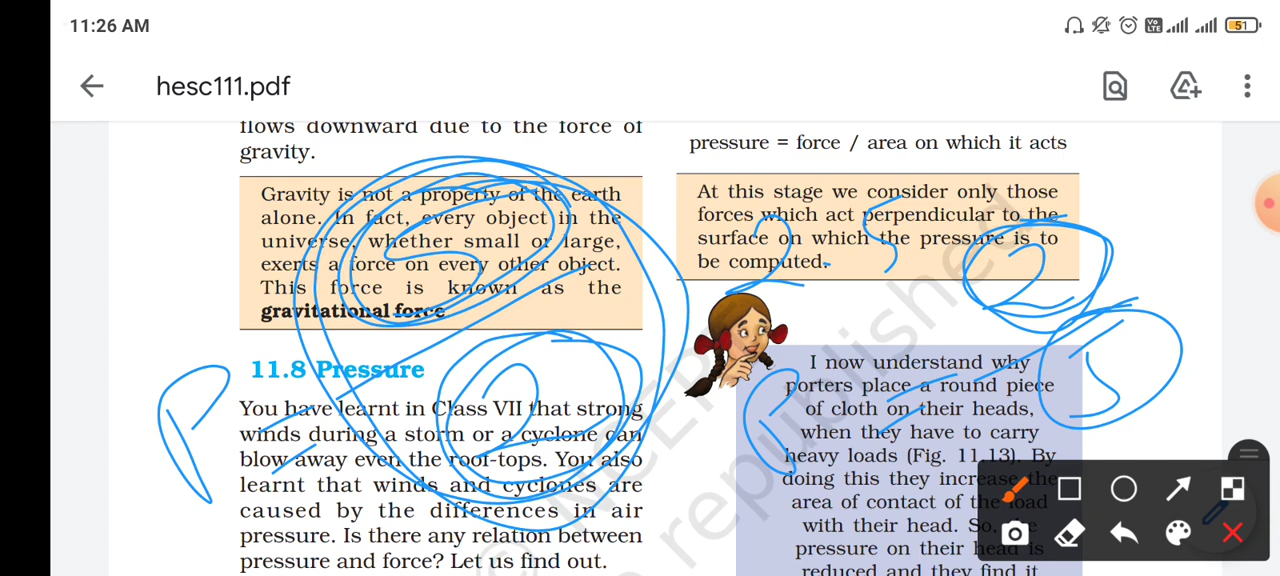 11:26 AM
51
hesc111.pdf
flows downward due to the force of
gravity.
Gravity is not a property of the earth
alone. In fact, every object in the
universe, whether small or large,
exerts a force on every other object.
This force is known as the
gravitational force
11.8 Pressure
You have learnt in Class VII that strong
winds during a storm or a cyclone can
blow away even the roof-tops. You also
learnt that winds and cyclones are
caused by the differences in air
pressure. Is there any relation between
pressure and force? Let us find out.
P =
5
2
pressure = force / area on which it acts
At this stage we consider only those
forces which act perpendicular to the
surface on which the pressure is to
be computed.
2.5
P = 2
5
I now understand why
porters place a round piece
of cloth on their heads,
when they have to carry
heavy loads (Fig. 11.13). By
doing this they increase the
area of contact of the load
with their head. So, the
pressure on their head is
reduced and they find it
republished